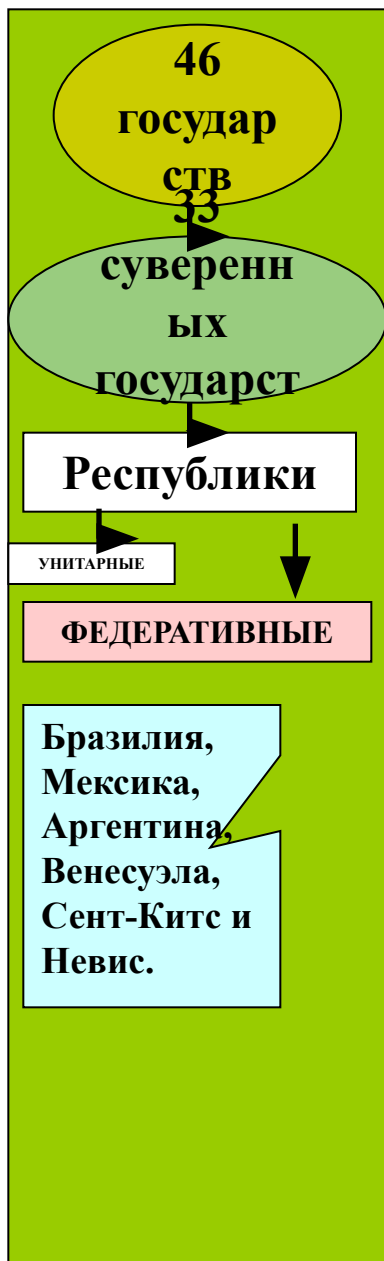 46
государ
ств
33
суверенн
ых
государст
Республики
УНИТАРНЫЕ
ФЕДЕРАТИВНЫЕ
Бразилия,
Мексика,
Аргентина,
Венесуэла,
Сент-Китс и
Невис.